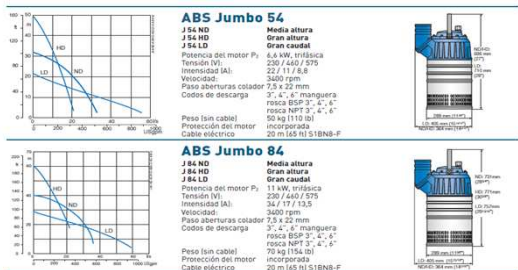 ABS Jumbo 54
J 54 ND Media altura
J 54 HD Gran altura
J 54 LD Gran caudal
Potencia del motor P₂: 6,6 kW, trifásica
Tensión (V): 230 / 460 / 575
Intensidad (A): 22 / 11 / 8,8
Velocidad: 3400 rpm
Paso aberturas colador 7,5 x 22 mm
Codos de descarga 3", 4", 6" manguera
rosca BSP 3", 4", 6"
rosca NPT 3", 4", 6"
Peso (sin cable) 50 kg (110 lb)
Protección del motor incorporada
Cable eléctrico 20 m (65 ft) S1BN8-F
HD
ND
LD
ABS Jumbo 84
J 84 ND Media altura
J 84 HD Gran altura
J 84 LD Gran caudal
Potencia del motor P₂: 11 kW, trifásica
Tensión (V): 230 / 460 / 575
Intensidad (A): 34 / 17 / 13,5
Velocidad: 3400 rpm
Paso aberturas colador 7,5 x 22 mm
Codos de descarga 3", 4", 6" manguera
rosca BSP 3", 4", 6"
rosca NPT 3", 4", 6"
Peso (sin cable) 70 kg (154 lb)
Protección del motor incorporada
Cable eléctrico 20 m (65 ft) S1BN8-F
HD
ND
LD